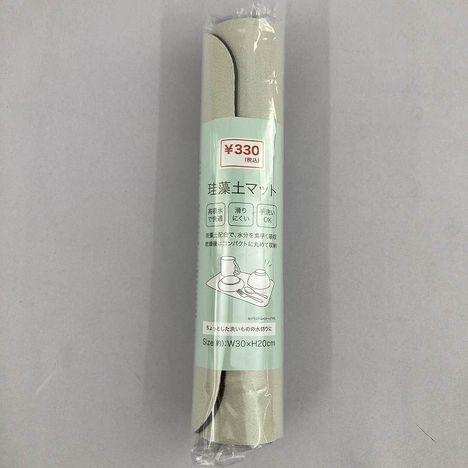 ¥330
(税込)
珪藻土マット
高吸水
で快適
滑り
にくい
手洗い
OK
珪藻土配合で、水分を素早く吸収!
乾燥後はコンパクトに丸めて収納!
ちょっとした洗いものの水切りに
Size(約):W30×H20cm